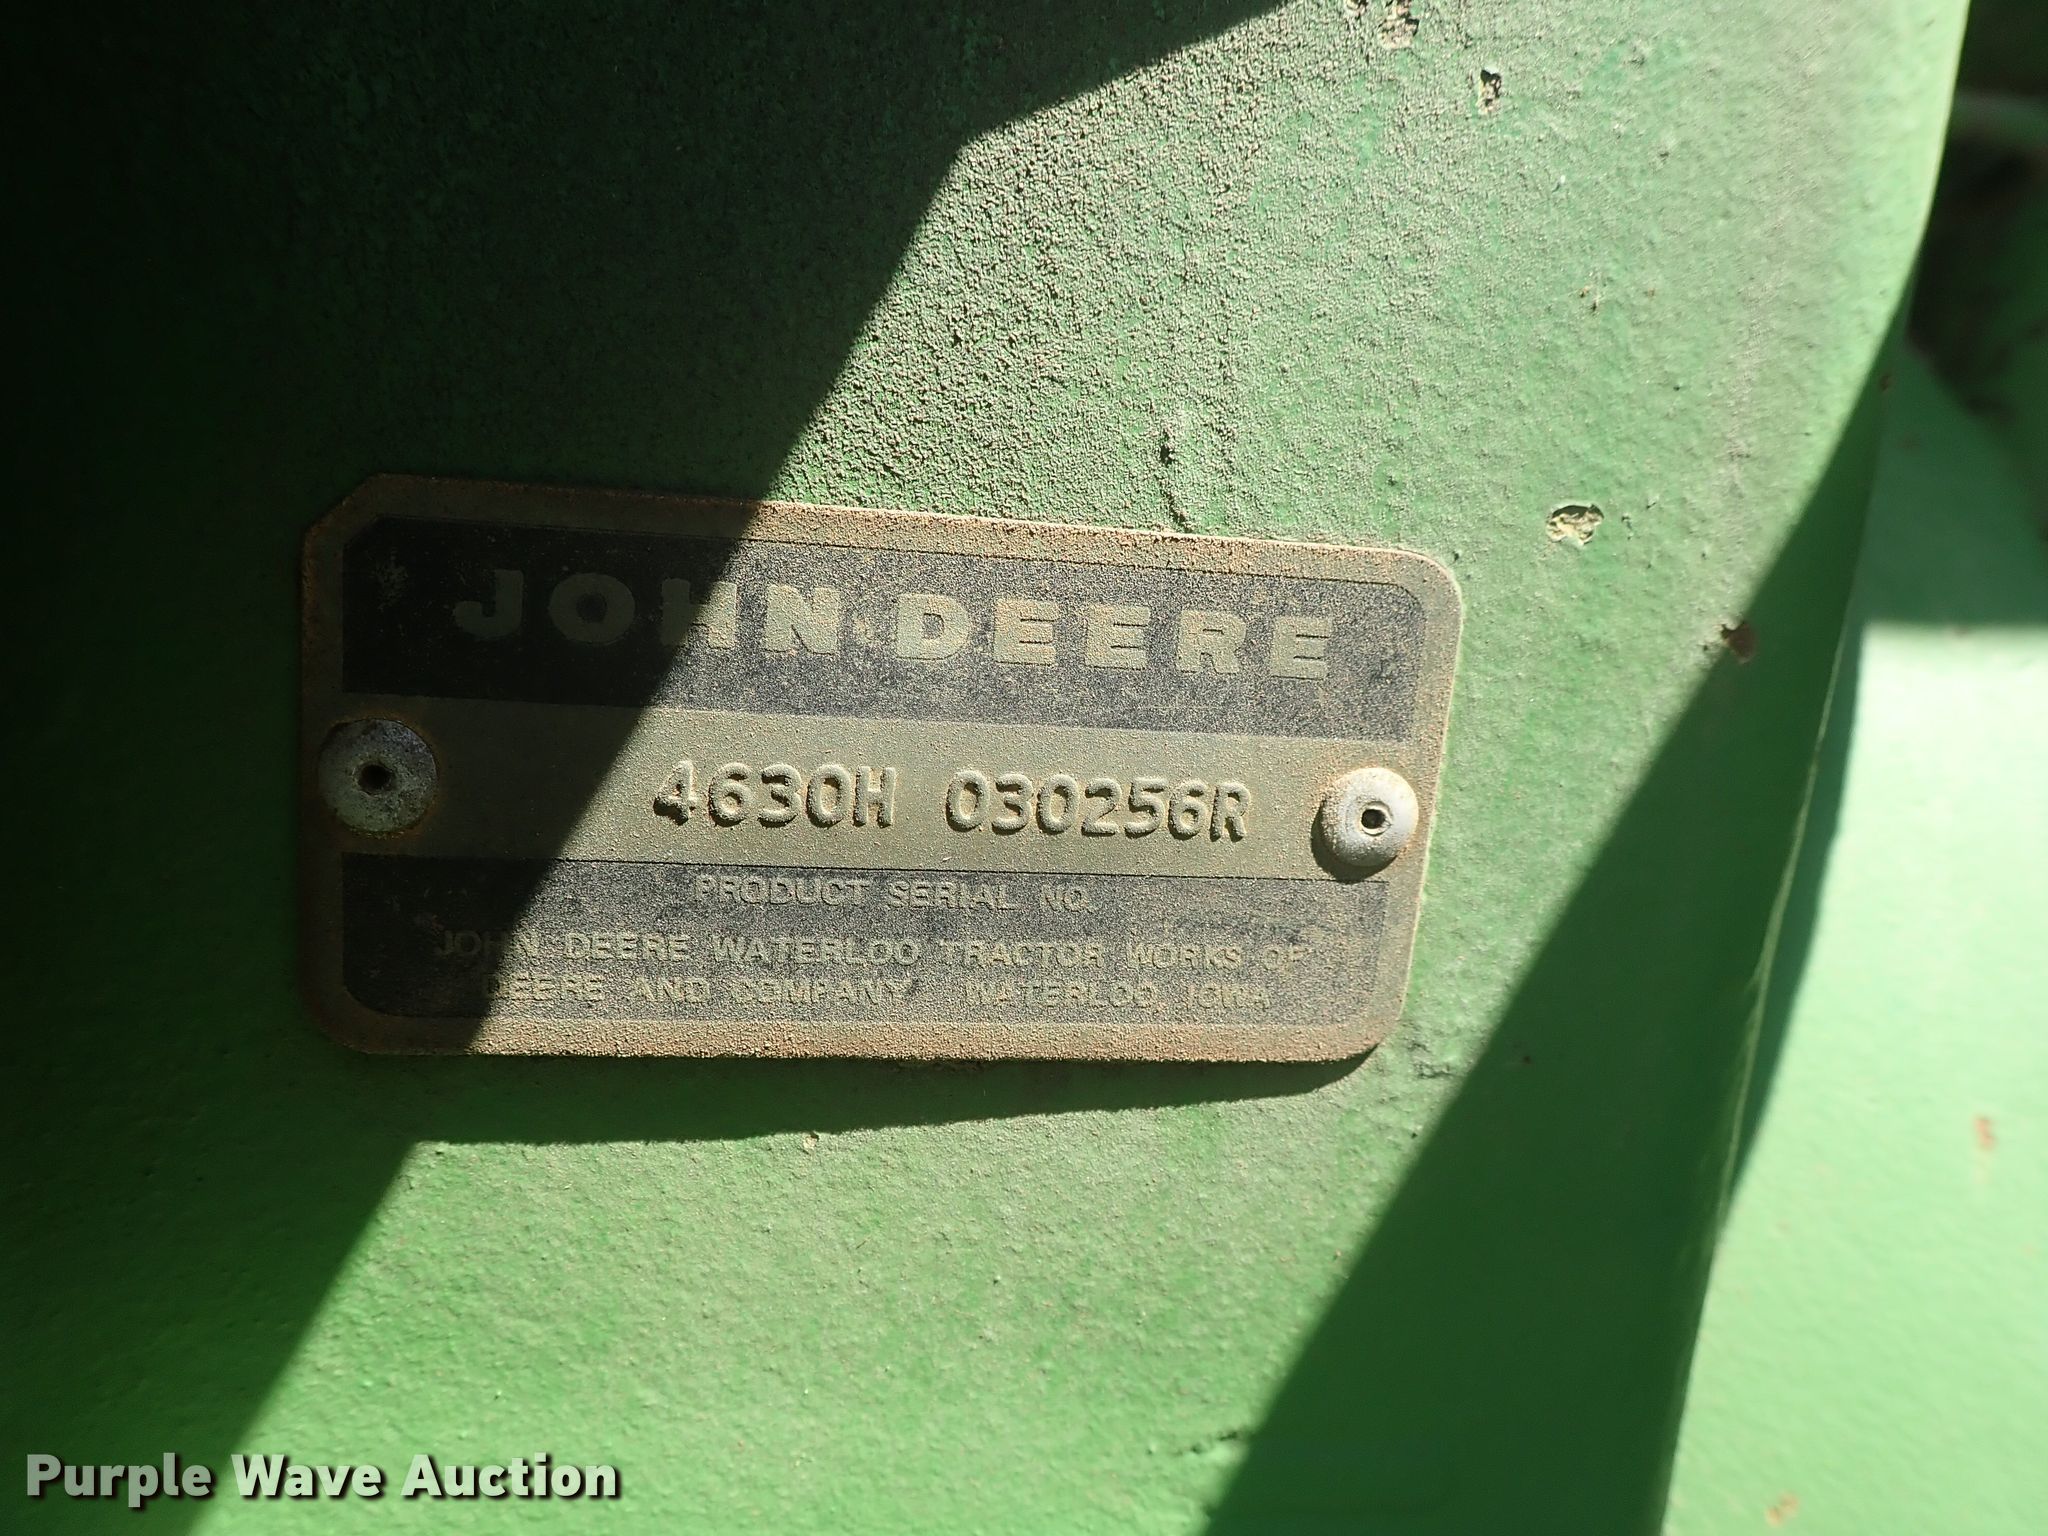 JOHN DEERE
4630H 030256R
PRODUCT SERIAL NO.
JOHN DEERE WATERLOO TRACTOR WORKS OF
DEERE AND COMPANY WATERLOO, IOWA
Purple Wave Auction